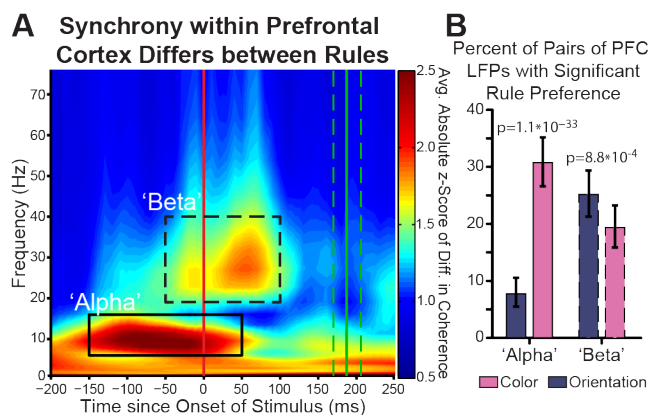 A
Synchrony within Prefrontal
Cortex Differs between Rules
Frequency (Hz)
70
60
50
40
30
20
10
1
'Beta'
'Alpha'
−200 −150 −100 −50 0 50 100 150 200 250
Time since Onset of Stimulus (ms)
2.5
2.0
1.5
1.0
0.5
Avg. Absolute z-Score of Diff. in Coherence
B
Percent of Pairs of PFC
LFPs with Significant
Rule Preference
40
30
20
10
0
p=1.1*10⁻³³
p=8.8*10⁻⁴
'Alpha' 'Beta'
Color Orientation